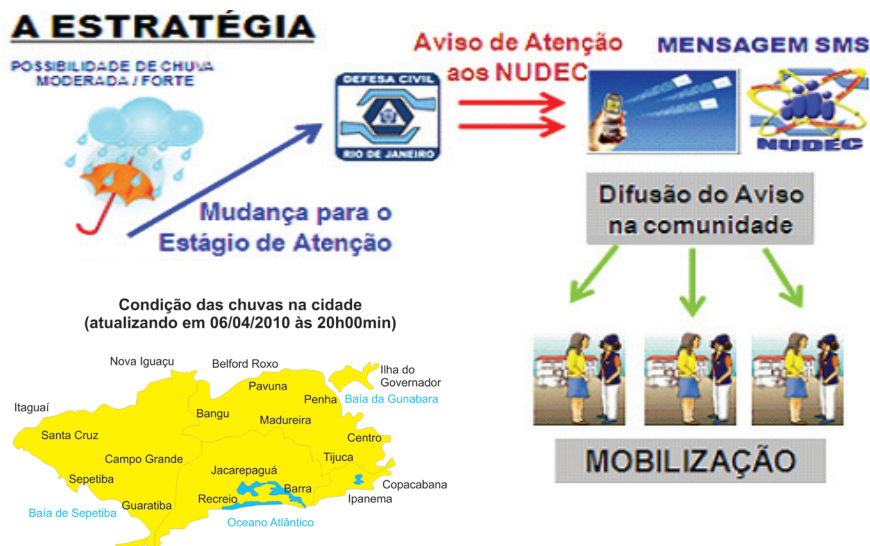 A ESTRATÉGIA
POSSIBILIDADE DE CHUVA
MODERADA / FORTE
DEFESA CIVIL
RIO DE JANEIRO
Aviso de Atenção
aos NUDEC
MENSAGEM SMS
NUDEC
Mudança para o
Estágio de Atenção
Difusão do Aviso
na comunidade
MOBILIZAÇÃO
Condição das chuvas na cidade
(atualizando em 06/04/2010 às 20h00min)
Nova Iguaçu
Belford Roxo
Ilha do
Governador
Pavuna
Penha
Baía da Gunabara
Itaguaí
Bangu
Madureira
Santa Cruz
Centro
Campo Grande
Tijuca
Jacarepaguá
Sepetiba
Barra
Copacabana
Recreio
Ipanema
Guaratiba
Baía de Sepetiba
Oceano Atlântico